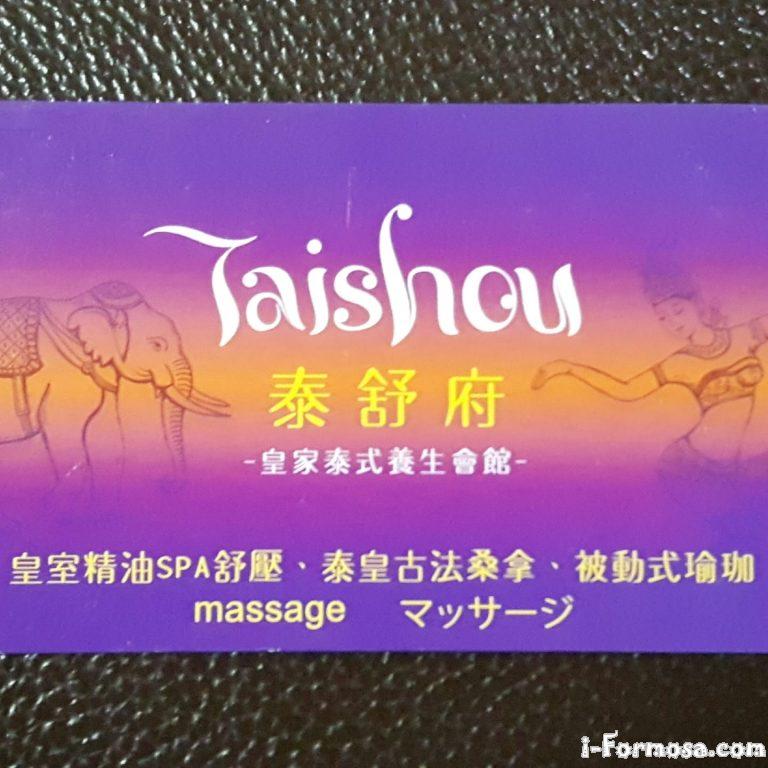 Taishou
泰舒府
-皇家泰式養生會館-
皇室精油SPA舒壓、泰皇古法桑拿、被動式瑜珈
massage マッサージ
i-Formosa.com